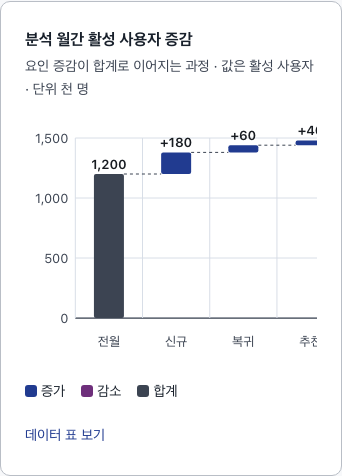 분석 월간 활성 사용자 증감
요인 증감이 합계로 이어지는 과정 · 값은 활성 사용자
· 단위 천 명
1,500
1,000
500
0
1,200
+180
+60
전월
신규
복귀
증가
감소
합계
데이터 표 보기